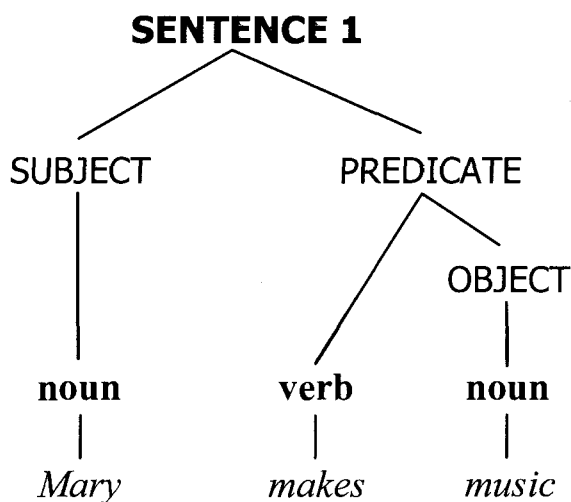 SENTENCE 1
SUBJECT PREDICATE
OBJECT
noun verb noun
Mary makes music